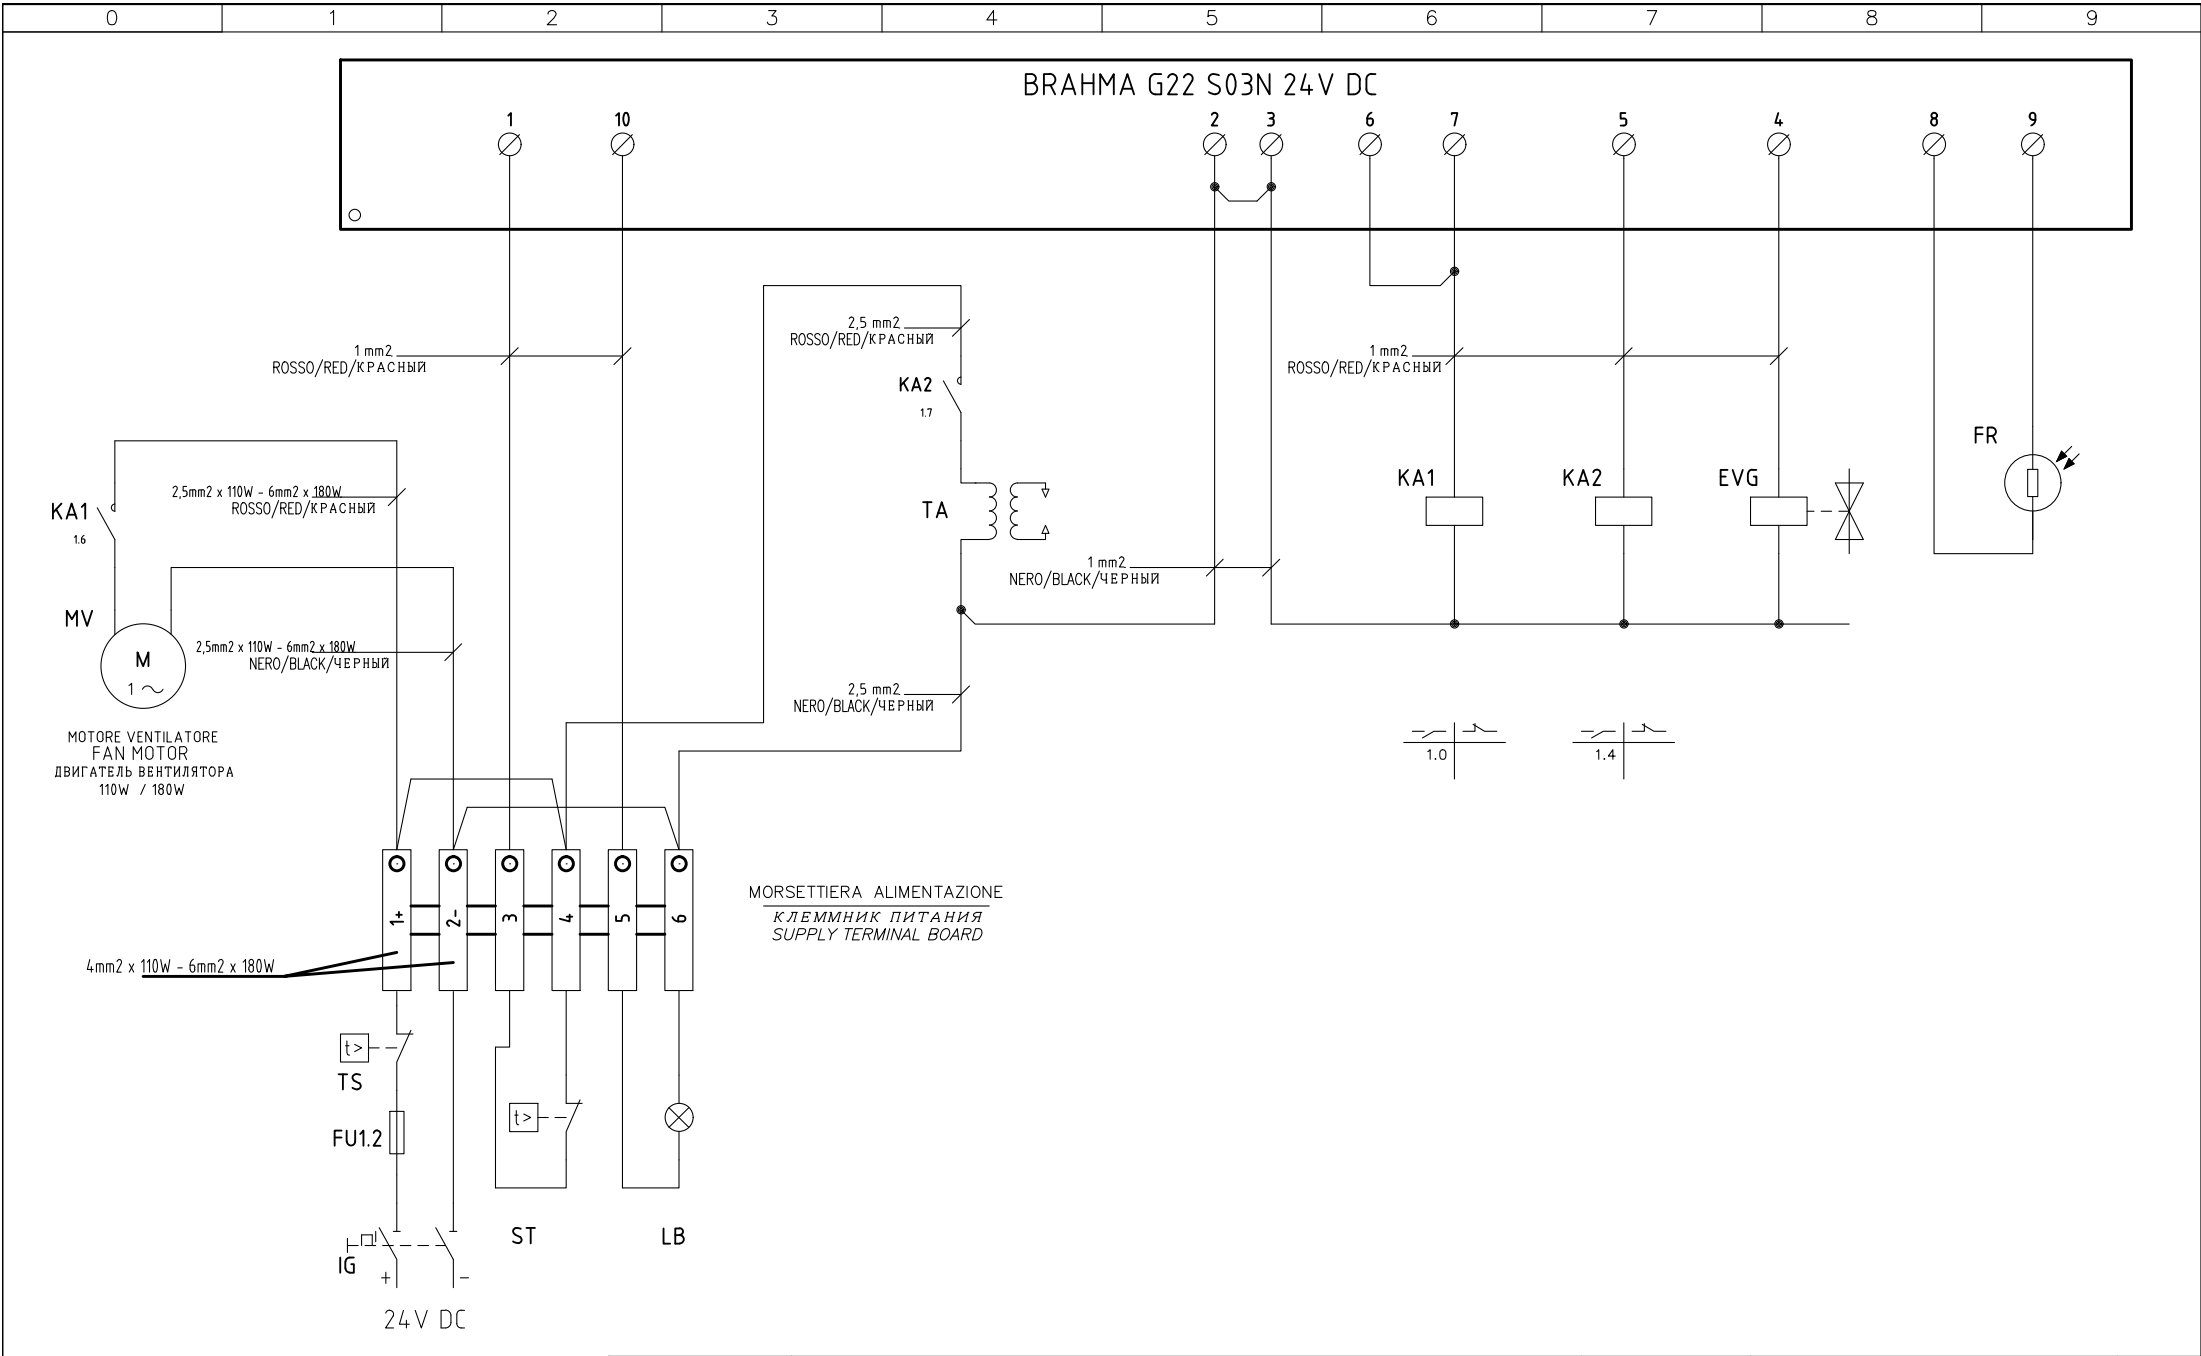 0 1 2 3 4 5 6 7 8 9
BRAHMA G22 S03N 24V DC
1 10 2 3 6 7 5 4 8 9
2,5 mm2
ROSSO/RED/КРАСНЫЙ
1 mm2
ROSSO/RED/КРАСНЫЙ
1 mm2
ROSSO/RED/КРАСНЫЙ
KA2
1.7
FR
KA1
KA2
EVG
2,5mm2 x 110W - 6mm2 x 180W
ROSSO/RED/КРАСНЫЙ
KA1
1.6
TA
1 mm2
NERO/BLACK/ЧЕРНЫЙ
MV
M
1 ~
2,5mm2 x 110W - 6mm2 x 180W
NERO/BLACK/ЧЕРНЫЙ
2,5 mm2
NERO/BLACK/ЧЕРНЫЙ
MOTORE VENTILATORE
FAN MOTOR
ДВИГАТЕЛЬ ВЕНТИЛЯТОРА
110W / 180W
1.0
1.4
1+ 2- 3 4 5 6
MORSETTIERA ALIMENTAZIONE
КЛЕММНИК ПИТАНИЯ
SUPPLY TERMINAL BOARD
4mm2 x 110W - 6mm2 x 180W
t>
TS
t>
FU1.2
ST
LB
IG
+ -
24V DC